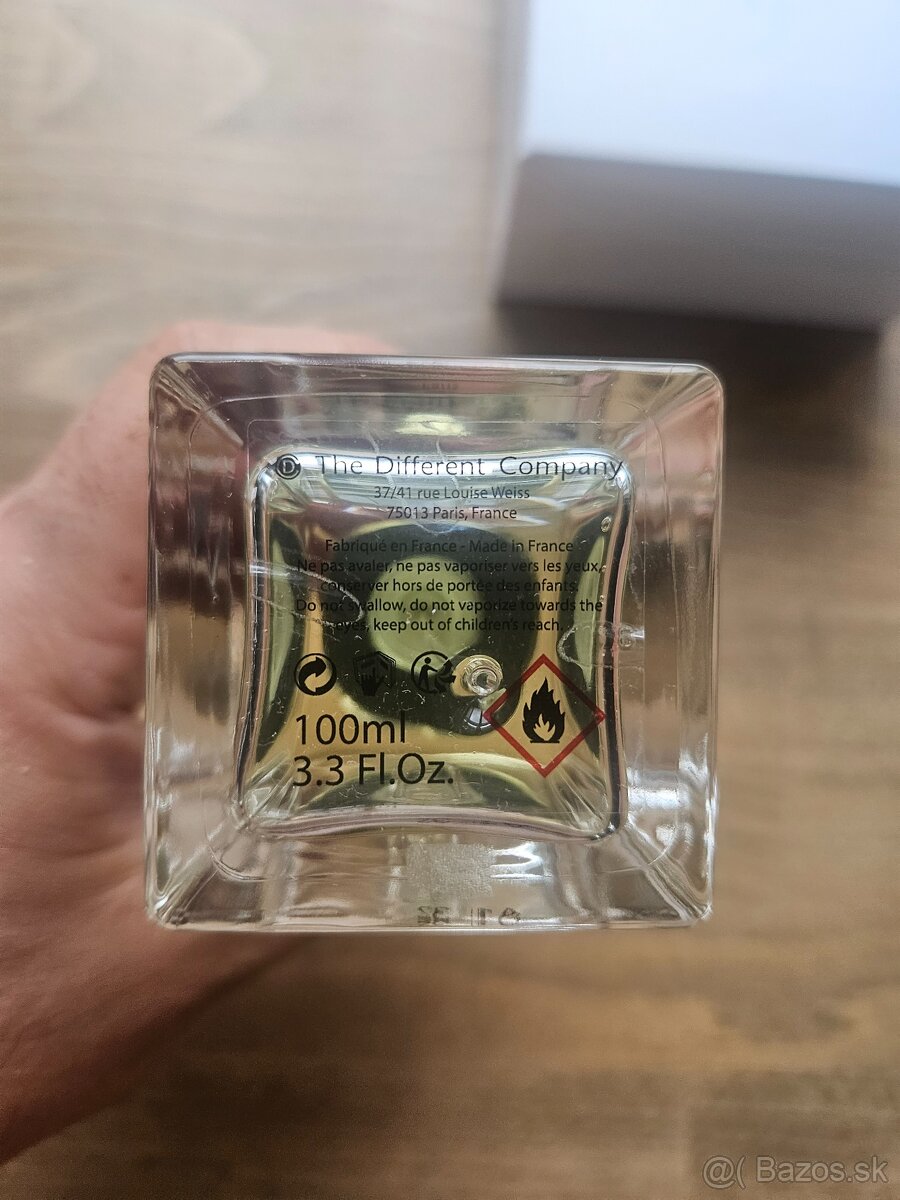 D The Different Company
37/41 rue Louise Weiss
75013 Paris, France
Fabriqué en France - Made in France
Ne pas avaler, ne pas vaporiser vers les yeux,
conserver hors de portée des enfants.
Do not swallow, do not vaporize towards the
eyes, keep out of children's reach.
100ml
3.3 Fl.Oz.
@( Bazos.sk